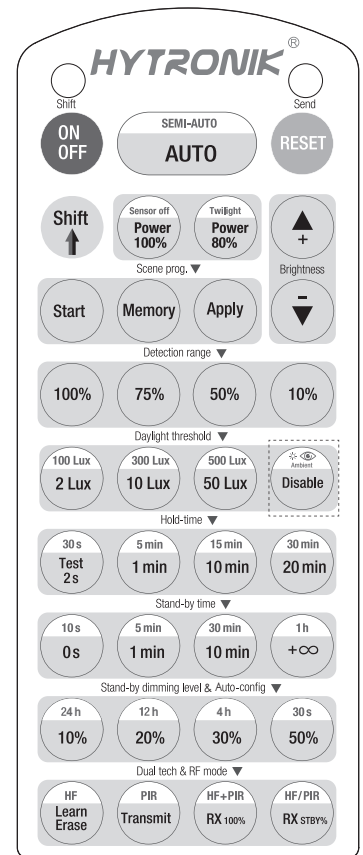 HYTRONIK®
Shift Send
ON OFF
SEMI-AUTO
AUTO
RESET
Shift
Sensor off
Power 100%
Twilight
Power 80%
▲ +
Scene prog. ▼
Brightness
Start Memory Apply
- ▼
Detection range ▼
100% 75% 50% 10%
Daylight threshold ▼
100 Lux 300 Lux 500 Lux Ambient
2 Lux 10 Lux 50 Lux Disable
Hold-time ▼
30 s 5 min 15 min 30 min
Test 2s 1 min 10 min 20 min
Stand-by time ▼
10 s 5 min 30 min 1 h
0 s 1 min 10 min +∞
Stand-by dimming level & Auto-config ▼
24 h 12 h 4 h 30 s
10% 20% 30% 50%
Dual tech & RF mode ▼
HF PIR HF+PIR HF/PIR
Learn Erase Transmit RX 100% RX STBY%